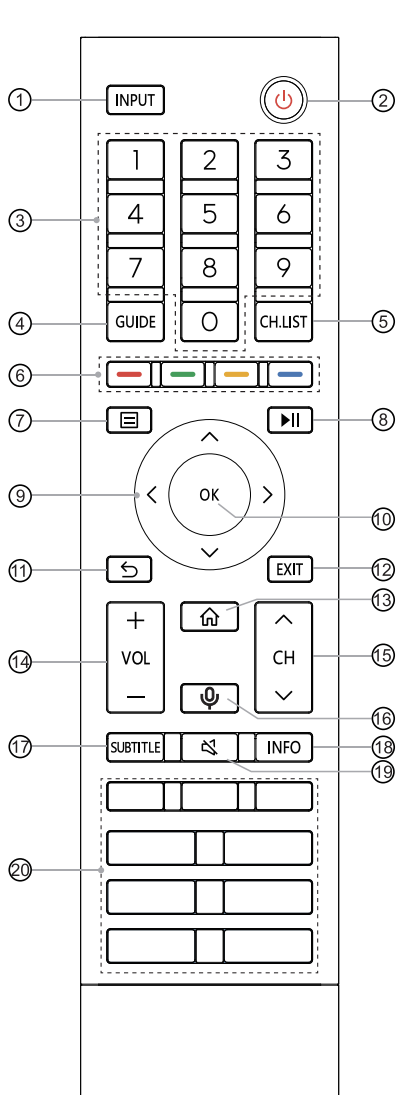 ① INPUT ②
1 2 3
③ 4 5 6
7 8 9
④ GUIDE 0 CH.LIST ⑤
⑥
⑦ ⑧
⑨ OK
⑩
⑪ EXIT ⑫
⑬
+
⑭ VOL CH ⑮
−
⑯
⑰ SUBTITLE INFO ⑱
⑲
⑳